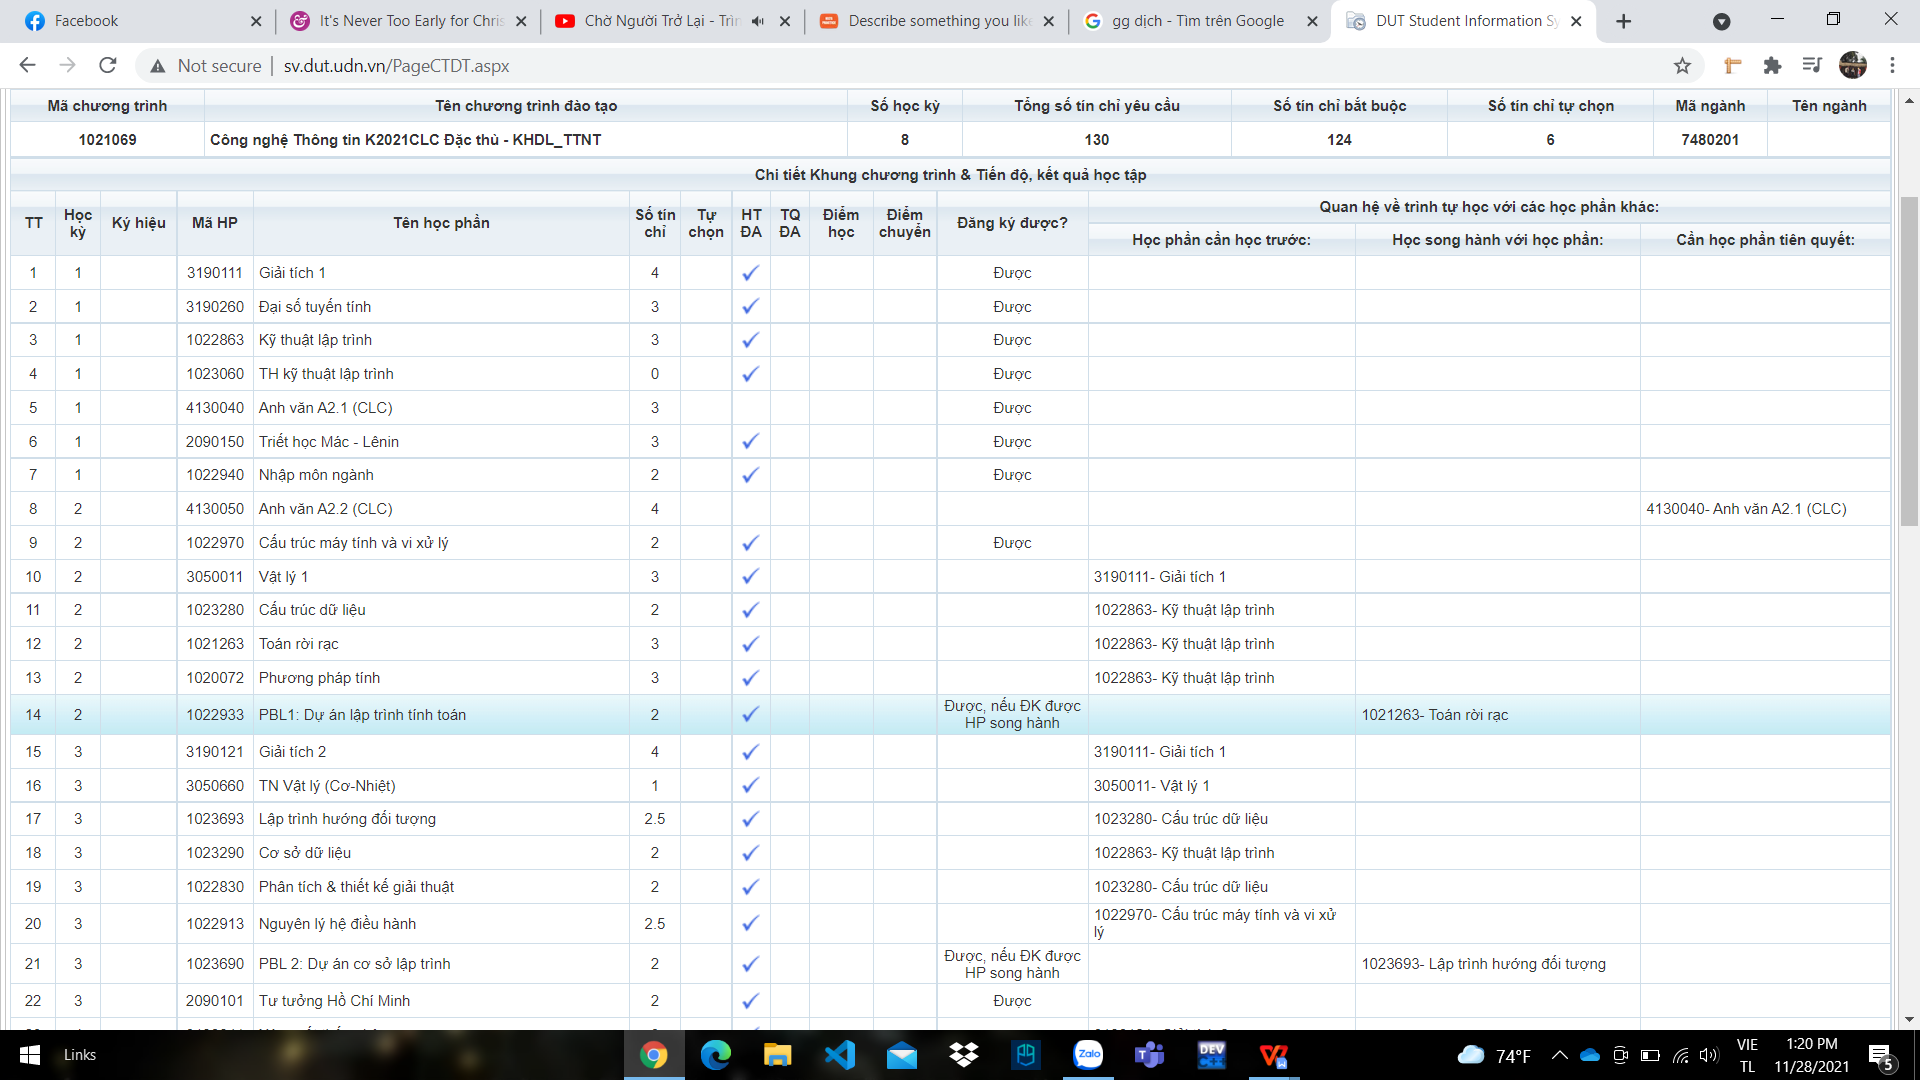 Facebook
It's Never Too Early for Chris
Chờ Người Trở Lại - Trìn
Describe something you like
gg dịch - Tìm trên Google
DUT Student Information Sy
Not secure | sv.dut.udn.vn/PageCTDT.aspx
Mã chương trình Tên chương trình đào tạo Số học kỳ Tổng số tín chỉ yêu cầu Số tín chỉ bắt buộc Số tín chỉ tự chọn Mã ngành Tên ngành
1021069 Công nghệ Thông tin K2021CLC Đặc thù - KHDL_TTNT 8 130 124 6 7480201
Chi tiết Khung chương trình & Tiến độ, kết quả học tập
TT Học kỳ Ký hiệu Mã HP Tên học phần Số tín chỉ Tự chọn HT ĐA TQ ĐA Điểm học Điểm chuyển Đăng ký được? Quan hệ về trình tự học với các học phần khác:
Học phần cần học trước: Học song hành với học phần: Cần học phần tiên quyết:
1 1 3190111 Giải tích 1 4 Được
2 1 3190260 Đại số tuyến tính 3 Được
3 1 1022863 Kỹ thuật lập trình 3 Được
4 1 1023060 TH kỹ thuật lập trình 0 Được
5 1 4130040 Anh văn A2.1 (CLC) 3 Được
6 1 2090150 Triết học Mác - Lênin 3 Được
7 1 1022940 Nhập môn ngành 2 Được
8 2 4130050 Anh văn A2.2 (CLC) 4 4130040- Anh văn A2.1 (CLC)
9 2 1022970 Cấu trúc máy tính và vi xử lý 2 Được
10 2 3050011 Vật lý 1 3 3190111- Giải tích 1
11 2 1023280 Cấu trúc dữ liệu 2 1022863- Kỹ thuật lập trình
12 2 1021263 Toán rời rạc 3 1022863- Kỹ thuật lập trình
13 2 1020072 Phương pháp tính 3 1022863- Kỹ thuật lập trình
14 2 1022933 PBL1: Dự án lập trình tính toán 2 Được, nếu ĐK được HP song hành 1021263- Toán rời rạc
15 3 3190121 Giải tích 2 4 3190111- Giải tích 1
16 3 3050660 TN Vật lý (Cơ-Nhiệt) 1 3050011- Vật lý 1
17 3 1023693 Lập trình hướng đối tượng 2.5 1023280- Cấu trúc dữ liệu
18 3 1023290 Cơ sở dữ liệu 2 1022863- Kỹ thuật lập trình
19 3 1022830 Phân tích & thiết kế giải thuật 2 1023280- Cấu trúc dữ liệu
20 3 1022913 Nguyên lý hệ điều hành 2.5 1022970- Cấu trúc máy tính và vi xử lý
21 3 1023690 PBL 2: Dự án cơ sở lập trình 2 Được, nếu ĐK được HP song hành 1023693- Lập trình hướng đối tượng
22 3 2090101 Tư tưởng Hồ Chí Minh 2 Được
Links
Zalo
DEV C++
74°F
VIE
TL
1:20 PM
11/28/2021
5